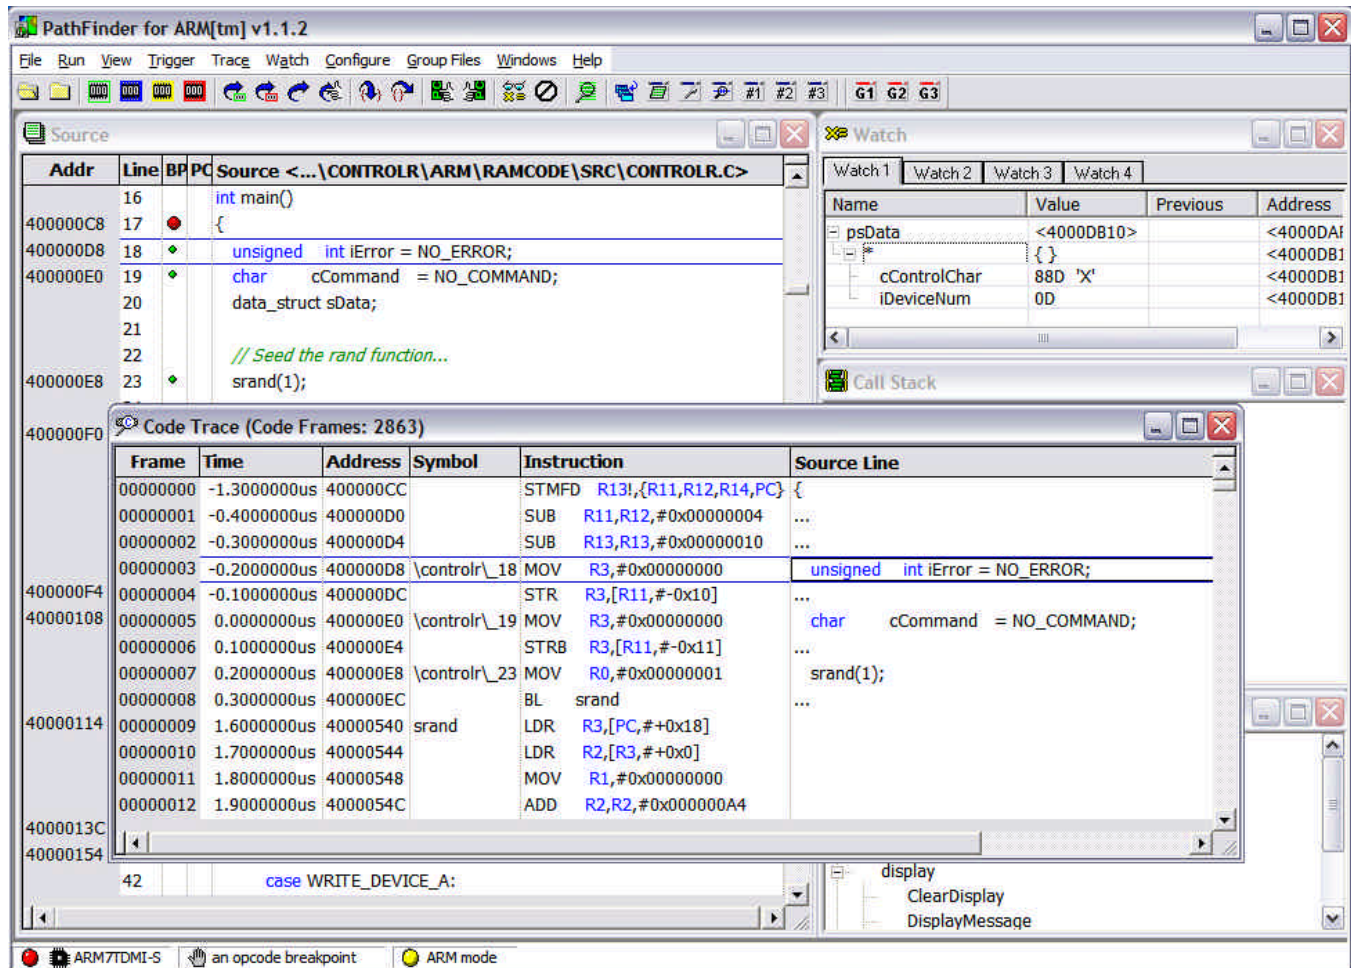 PathFinder for ARM[tm] v1.1.2
File Run View Trigger Trace Watch Configure Group Files Windows Help
#1 #2 #3 G1 G2 G3
Source
Addr Line BP PC Source <...\CONTROLR\ARM\RAMCODE\SRC\CONTROLR.C>
16 int main()
400000C8 17 {
400000D8 18 unsigned int iError = NO_ERROR;
400000E0 19 char cCommand = NO_COMMAND;
20 data_struct sData;
21
22 // Seed the rand function...
400000E8 23 srand(1);
400000F0
400000F4
40000108
40000114
4000013C
40000154
42 case WRITE_DEVICE_A:
Watch
Watch 1 Watch 2 Watch 3 Watch 4
Name Value Previous Address
psData <4000DB10> <4000DAF
* { } <4000DB1
cControlChar 88D 'X' <4000DB1
iDeviceNum 0D <4000DB1
Call Stack
Code Trace (Code Frames: 2863)
Frame Time Address Symbol Instruction Source Line
00000000 -1.3000000us 400000CC STMFD R13!,{R11,R12,R14,PC} {
00000001 -0.4000000us 400000D0 SUB R11,R12,#0x00000004 ...
00000002 -0.3000000us 400000D4 SUB R13,R13,#0x00000010 ...
00000003 -0.2000000us 400000D8 \controlr\_18 MOV R3,#0x00000000 unsigned int iError = NO_ERROR;
00000004 -0.1000000us 400000DC STR R3,[R11,#-0x10] ...
00000005 0.0000000us 400000E0 \controlr\_19 MOV R3,#0x00000000 char cCommand = NO_COMMAND;
00000006 0.1000000us 400000E4 STRB R3,[R11,#-0x11] ...
00000007 0.2000000us 400000E8 \controlr\_23 MOV R0,#0x00000001 srand(1);
00000008 0.3000000us 400000EC BL srand ...
00000009 1.6000000us 40000540 srand LDR R3,[PC,#+0x18]
00000010 1.7000000us 40000544 LDR R2,[R3,#+0x0]
00000011 1.8000000us 40000548 MOV R1,#0x00000000
00000012 1.9000000us 4000054C ADD R2,R2,#0x000000A4
display
ClearDisplay
DisplayMessage
ARM7TDMI-S an opcode breakpoint ARM mode